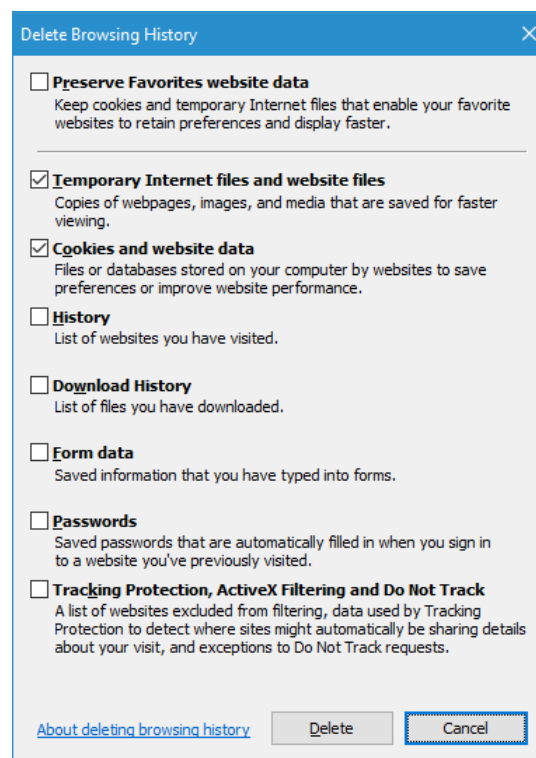 Delete Browsing History
Preserve Favorites website data
Keep cookies and temporary Internet files that enable your favorite
websites to retain preferences and display faster.
Temporary Internet files and website files
Copies of webpages, images, and media that are saved for faster
viewing.
Cookies and website data
Files or databases stored on your computer by websites to save
preferences or improve website performance.
History
List of websites you have visited.
Download History
List of files you have downloaded.
Form data
Saved information that you have typed into forms.
Passwords
Saved passwords that are automatically filled in when you sign in
to a website you've previously visited.
Tracking Protection, ActiveX Filtering and Do Not Track
A list of websites excluded from filtering, data used by Tracking
Protection to detect where sites might automatically be sharing details
about your visit, and exceptions to Do Not Track requests.
About deleting browsing history Delete Cancel